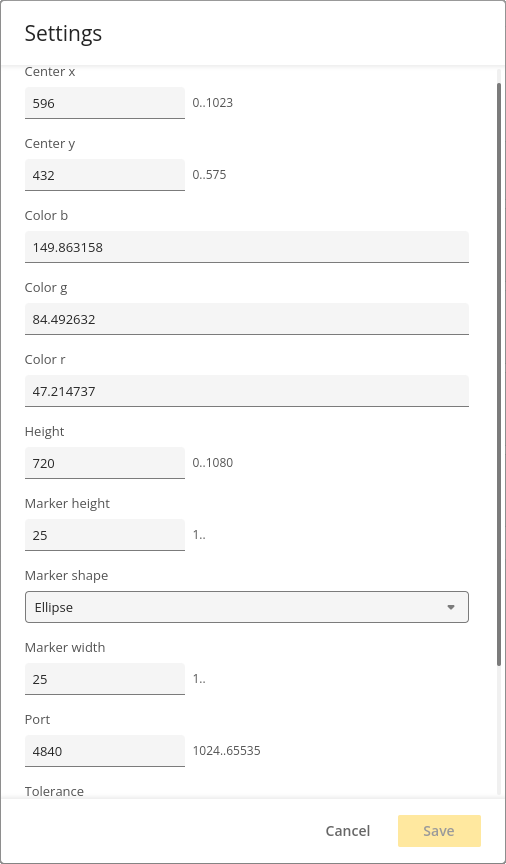 Settings
Center x
596 0..1023
Center y
432 0..575
Color b
149.863158
Color g
84.492632
Color r
47.214737
Height
720 0..1080
Marker height
25 1..
Marker shape
Ellipse
Marker width
25 1..
Port
4840 1024..65535
Tolerance
Cancel Save